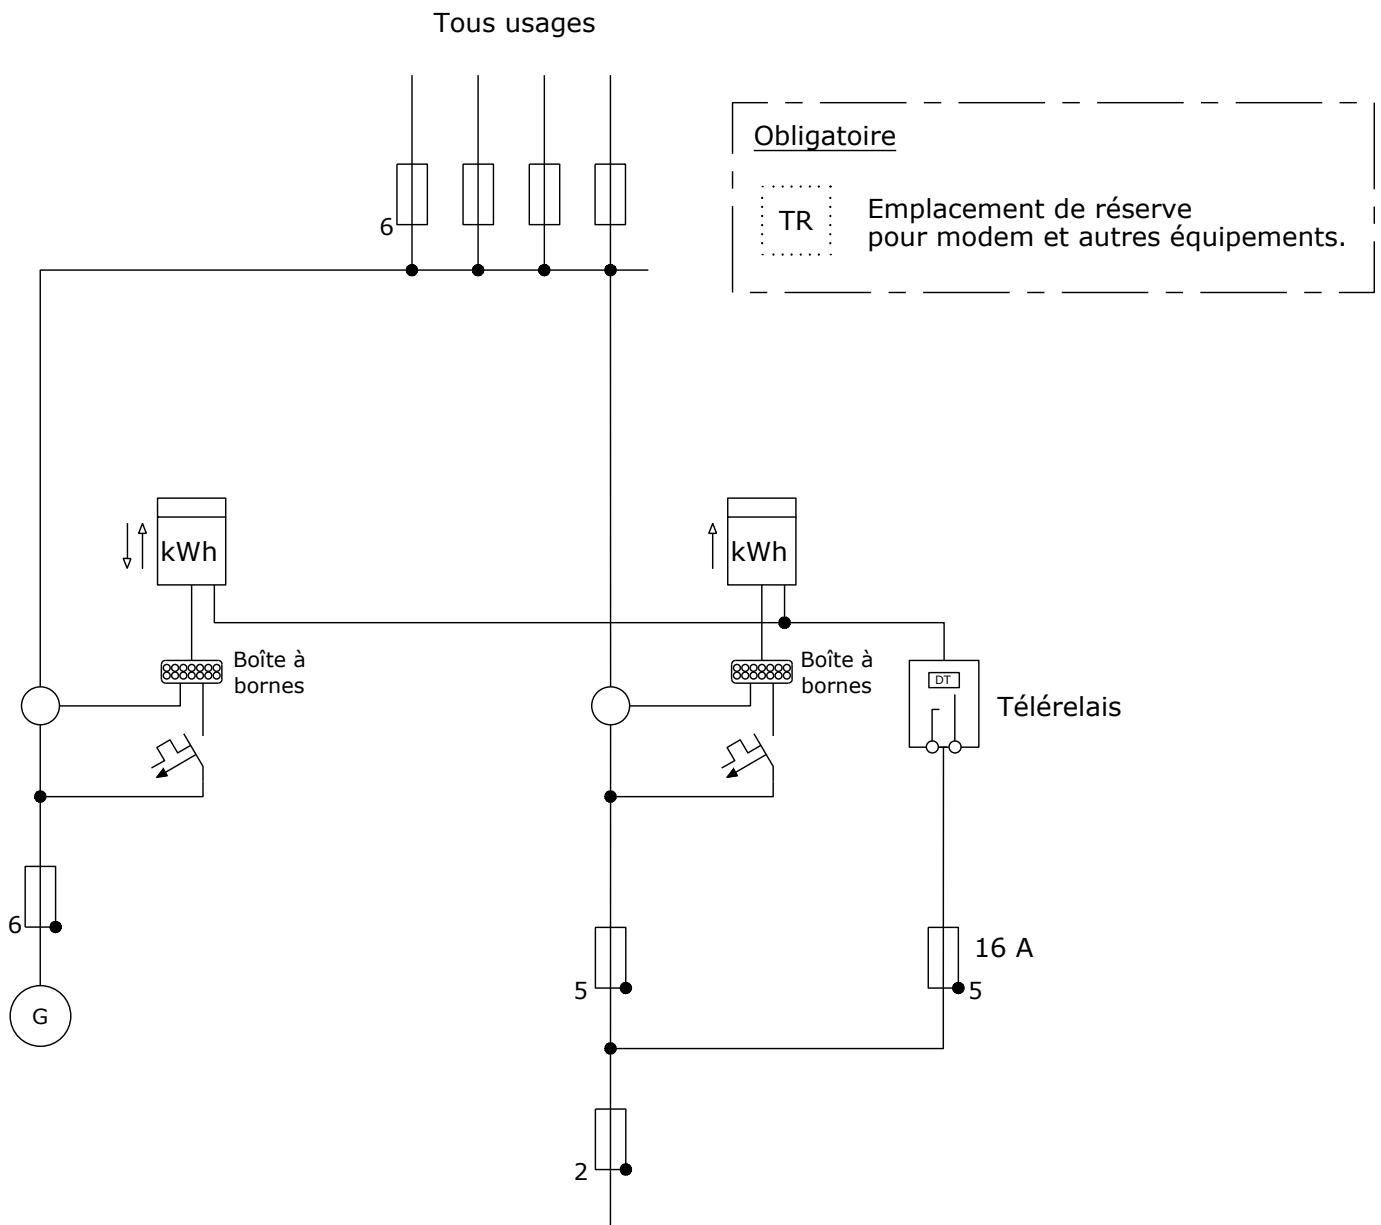 Tous usages
Obligatoire
TR
Emplacement de réserve
pour modem et autres équipements.
6
kWh
kWh
Boîte à
bornes
Boîte à
bornes
DT
Télérelais
6
16 A
5
5
G
2